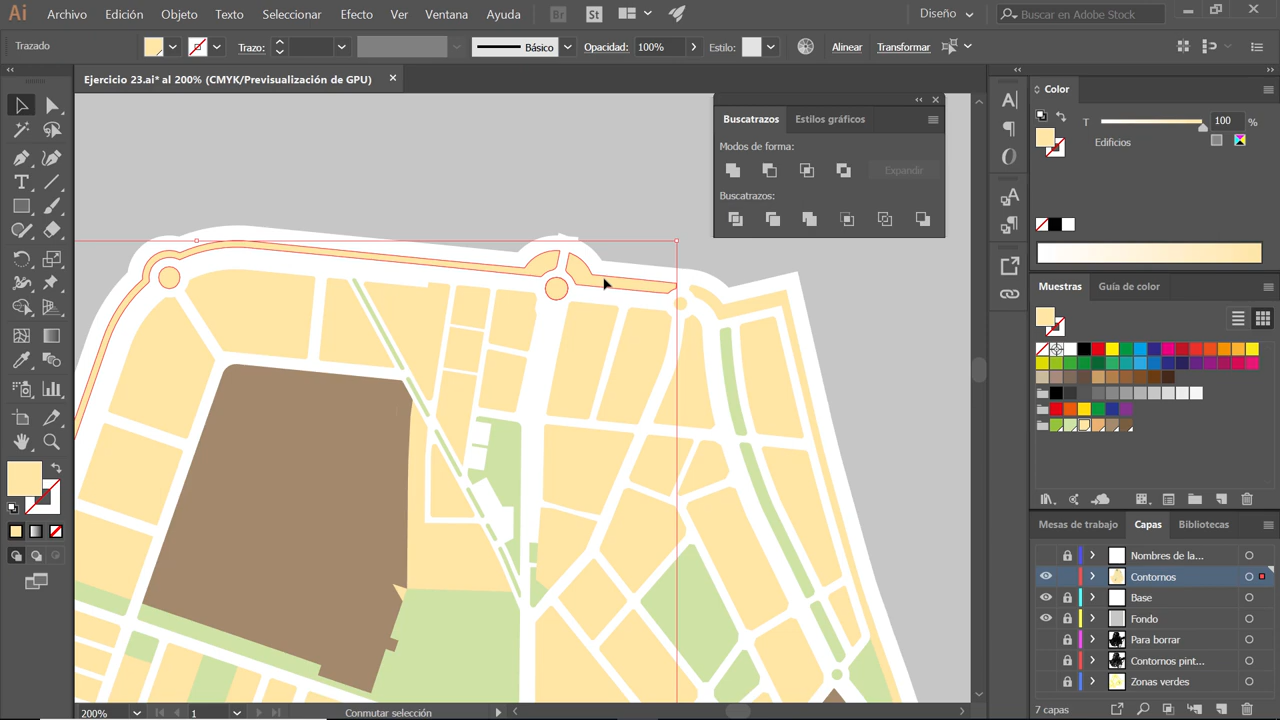 Ai Archivo Edición Objeto Texto Seleccionar Efecto Ver Ventana Ayuda Br St Diseño Buscar en Adobe Stock
Trazado Trazo: Básico Opacidad: 100% Estilo: Alinear Transformar
Ejercicio 23.ai* al 200% (CMYK/Previsualización de GPU)
Buscatrazos Estilos gráficos
Modos de forma:
Expandir
Buscatrazos:
Color
T 100 %
Edificios
Muestras Guía de color
Mesas de trabajo Capas Bibliotecas
Nombres de la...
Contornos
Base
Fondo
Para borrar
Contornos pint...
Zonas verdes
7 capas
200% 1 Conmutar selección